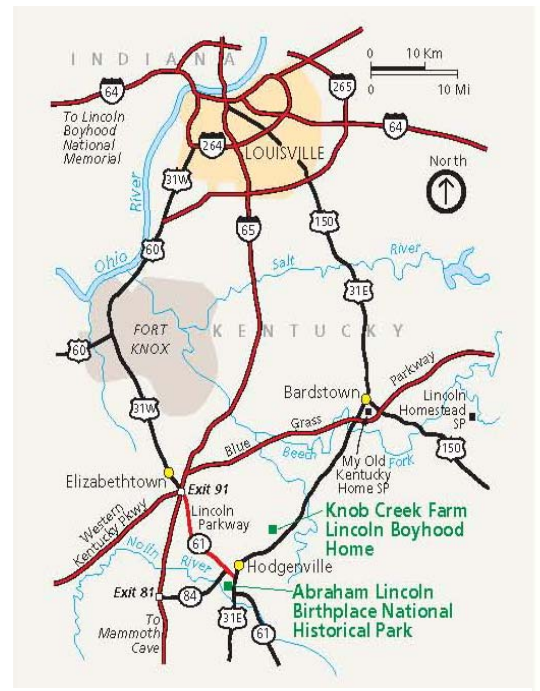 INDIANA
0 10 Km
0 10 Mi
265
64
To Lincoln
Boyhood
National
Memorial
64
264
LOUISVILLE
North
31W
River
65
150
60
Ohio
Salt
River
31E
FORT
KNOX
KENTUCKY
60
Parkway
Bardstown
Lincoln
Homestead
SP
31W
Grass
Blue
Beech
Fork
150
My Old
Kentucky
Home SP
Elizabethtown
Exit 91
Lincoln
Parkway
Western
Kentucky Pkwy
Knob Creek Farm
Lincoln Boyhood
Home
61
Nolin
River
Hodgenville
Exit 81
84
Abraham Lincoln
Birthplace National
Historical Park
To
Mammoth
Cave
31E
61